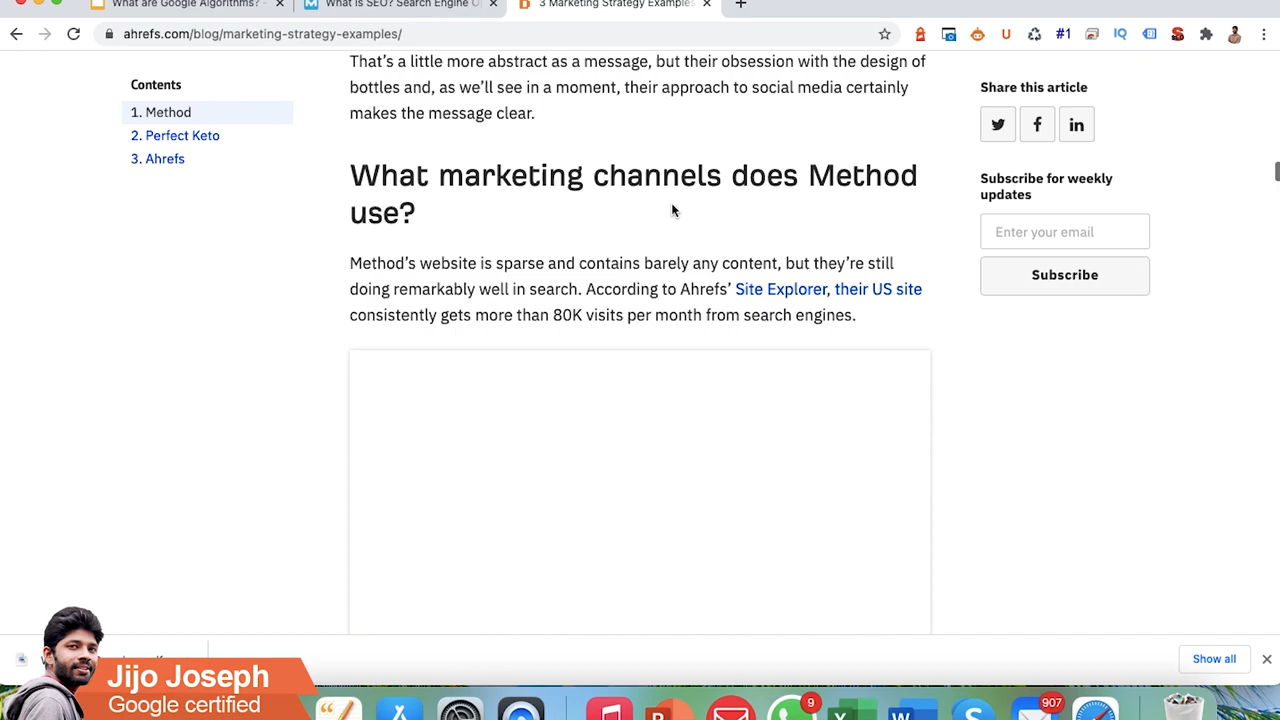 What are Google Algorithms? -
What is SEO? Search Engine O
3 Marketing Strategy Examples
ahrefs.com/blog/marketing-strategy-examples/
#1
IQ
Contents
1. Method
2. Perfect Keto
3. Ahrefs
That's a little more abstract as a message, but their obsession with the design of
bottles and, as we'll see in a moment, their approach to social media certainly
makes the message clear.
What marketing channels does Method
use?
Method's website is sparse and contains barely any content, but they're still
doing remarkably well in search. According to Ahrefs' Site Explorer, their US site
consistently gets more than 80K visits per month from search engines.
Share this article
Subscribe for weekly
updates
Enter your email
Subscribe
Show all
Jijo Joseph
Google certified
9
907